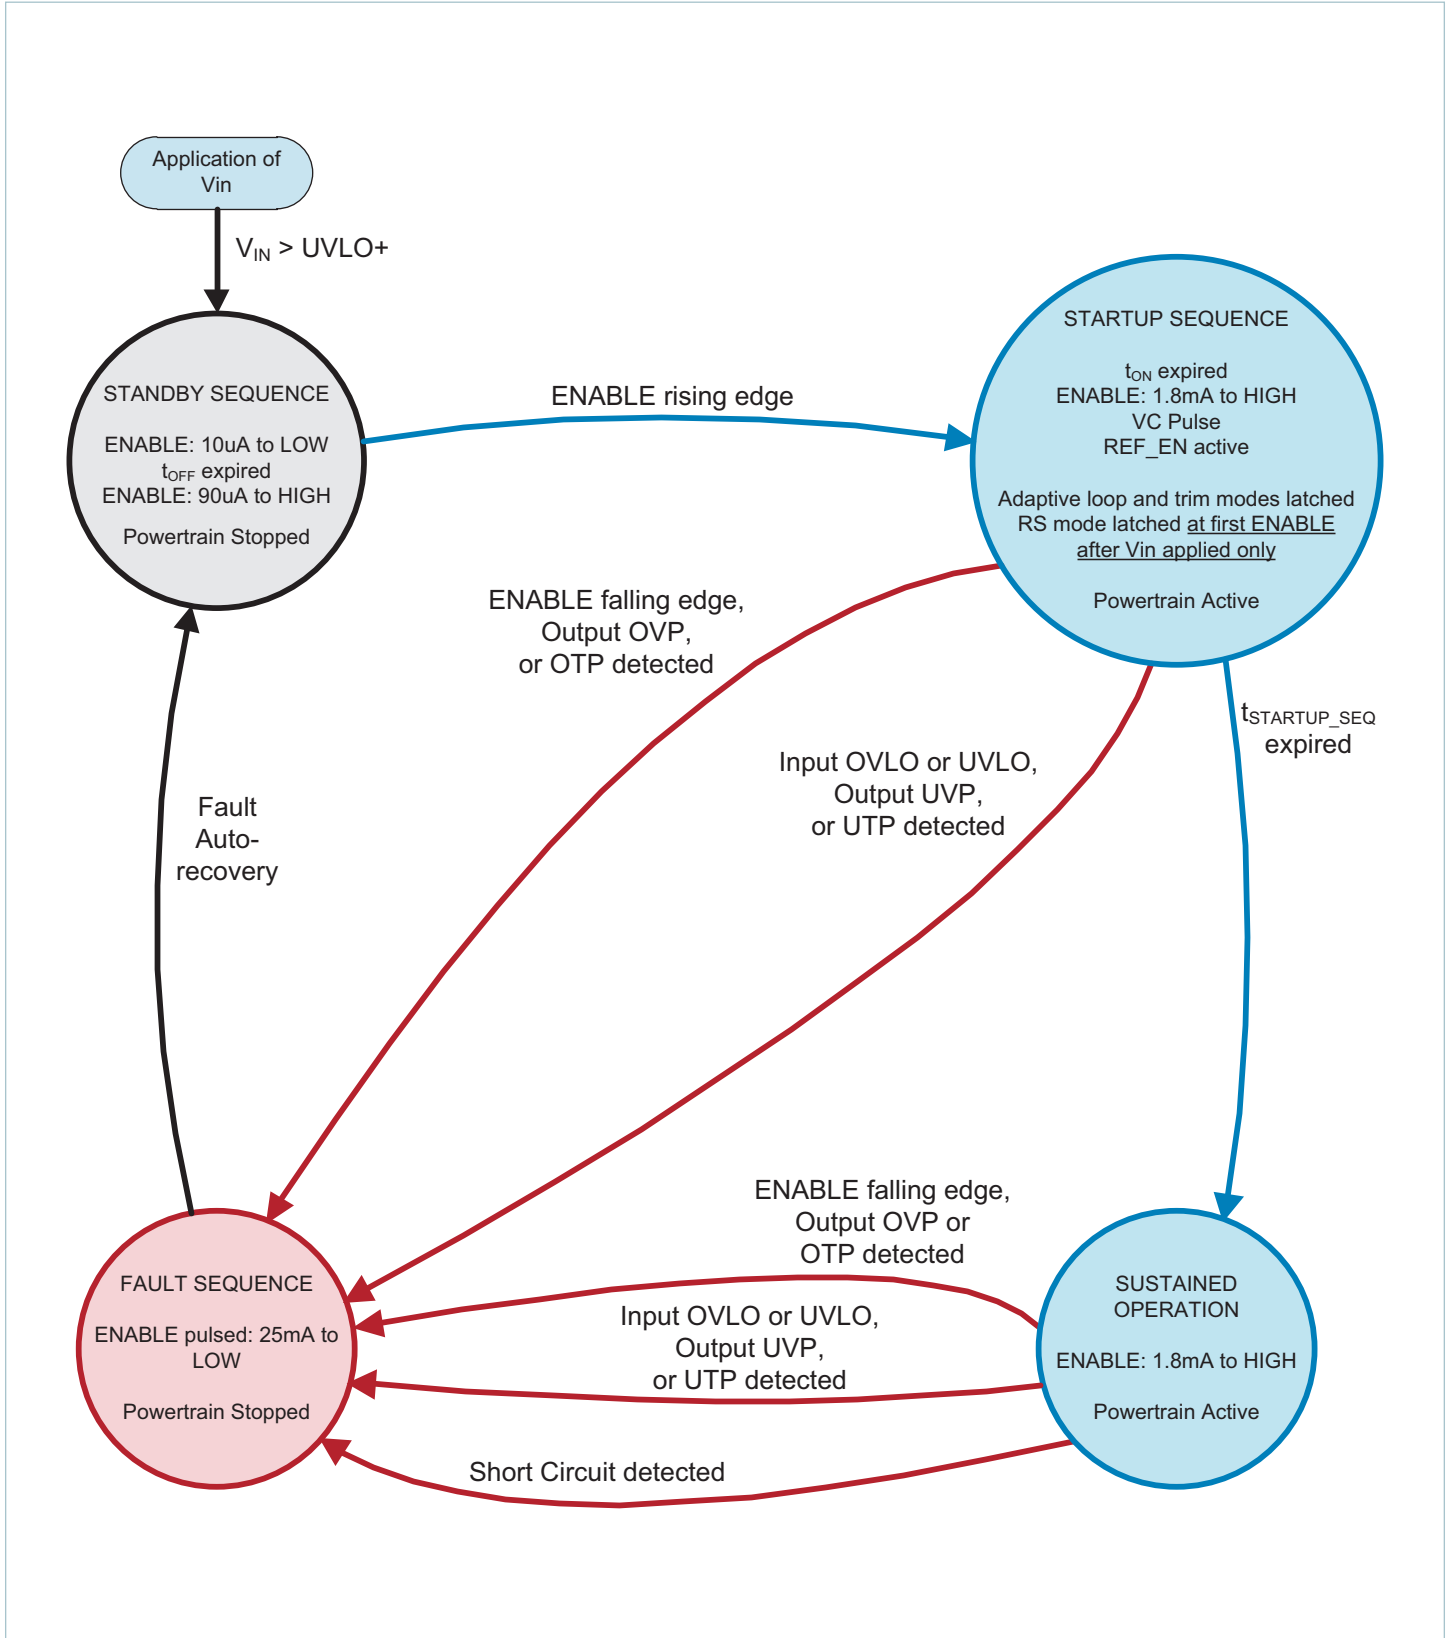 Application of
Vin
V_IN > UVLO+
STANDBY SEQUENCE
ENABLE: 10uA to LOW
t_OFF expired
ENABLE: 90uA to HIGH
Powertrain Stopped
ENABLE rising edge
STARTUP SEQUENCE
t_ON expired
ENABLE: 1.8mA to HIGH
VC Pulse
REF_EN active
Adaptive loop and trim modes latched
RS mode latched at first ENABLE
after Vin applied only
Powertrain Active
ENABLE falling edge,
Output OVP,
or OTP detected
Input OVLO or UVLO,
Output UVP,
or UTP detected
t_STARTUP_SEQ
expired
Fault
Auto-
recovery
ENABLE falling edge,
Output OVP or
OTP detected
FAULT SEQUENCE
ENABLE pulsed: 25mA to
LOW
Powertrain Stopped
Input OVLO or UVLO,
Output UVP,
or UTP detected
SUSTAINED
OPERATION
ENABLE: 1.8mA to HIGH
Powertrain Active
Short Circuit detected